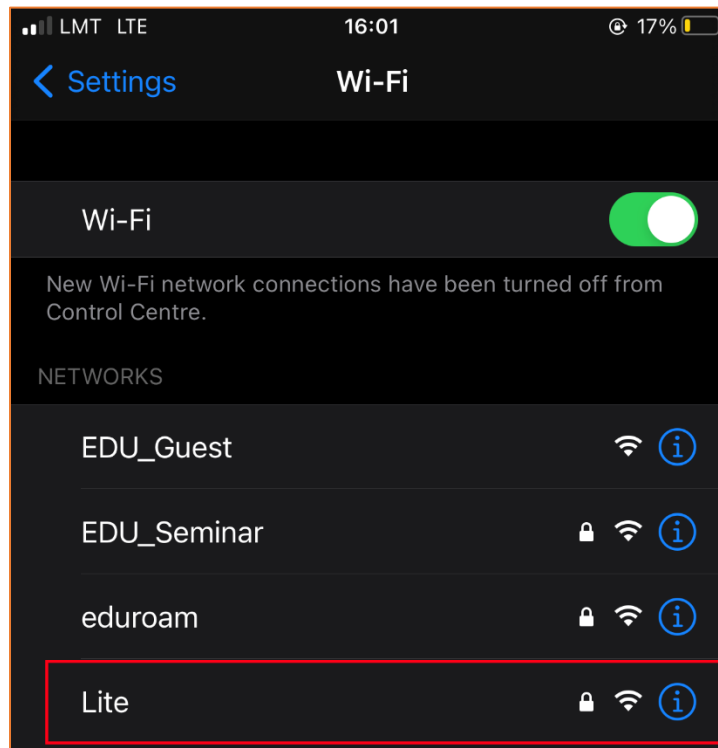 LMT LTE 16:01 17%
Settings Wi-Fi
Wi-Fi
New Wi-Fi network connections have been turned off from
Control Centre.
NETWORKS
EDU_Guest
EDU_Seminar
eduroam
Lite